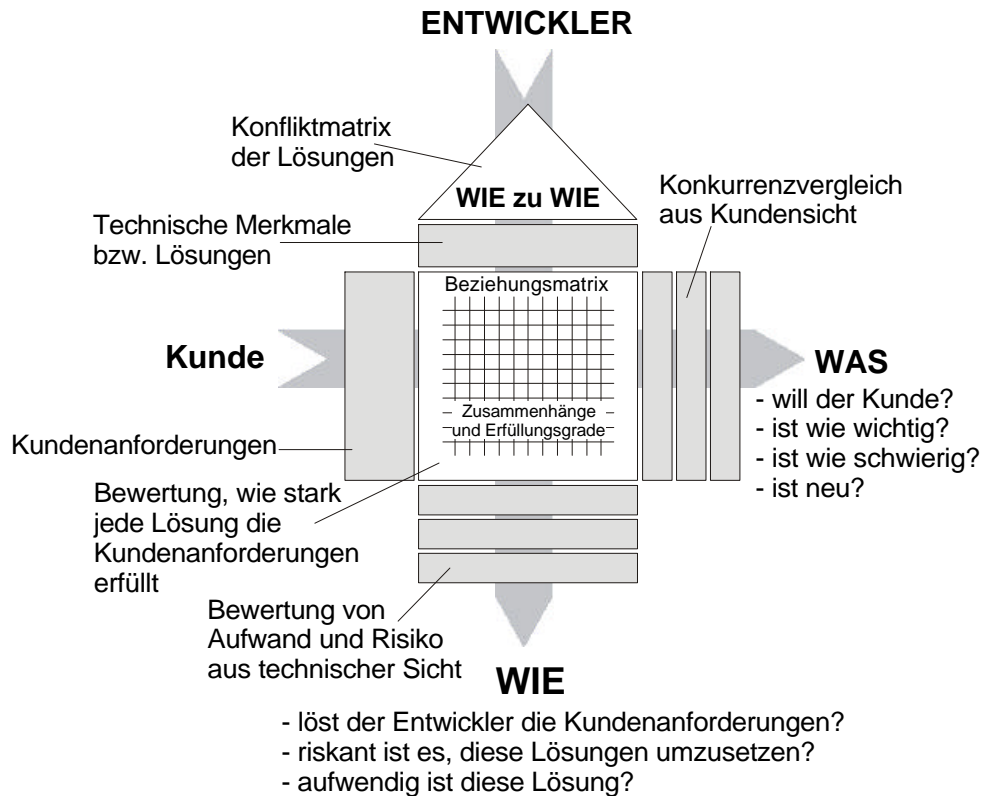 ENTWICKLER
Konfliktmatrix
der Lösungen
WIE zu WIE
Konkurrenzvergleich
aus Kundensicht
Technische Merkmale
bzw. Lösungen
Beziehungsmatrix
Kunde
WAS
- will der Kunde?
- ist wie wichtig?
- ist wie schwierig?
- ist neu?
Zusammenhänge
und Erfüllungsgrade
Kundenanforderungen
Bewertung, wie stark
jede Lösung die
Kundenanforderungen
erfüllt
Bewertung von
Aufwand und Risiko
aus technischer Sicht
WIE
- löst der Entwickler die Kundenanforderungen?
- riskant ist es, diese Lösungen umzusetzen?
- aufwendig ist diese Lösung?